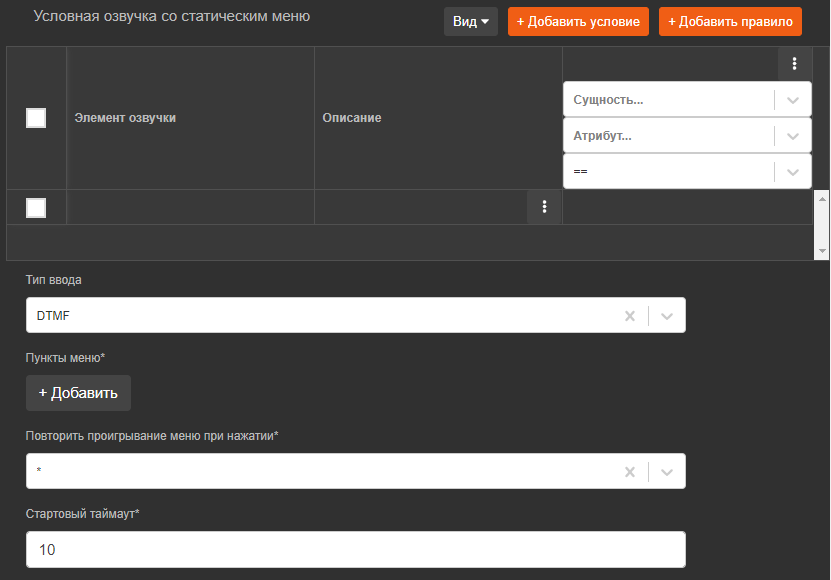 Условная озвучка со статическим меню
Вид
+ Добавить условие
+ Добавить правило
Элемент озвучки
Описание
Сущность...
Атрибут...
==
Тип ввода
DTMF
Пункты меню*
+ Добавить
Повторить проигрывание меню при нажатии*
*
Стартовый таймаут*
10